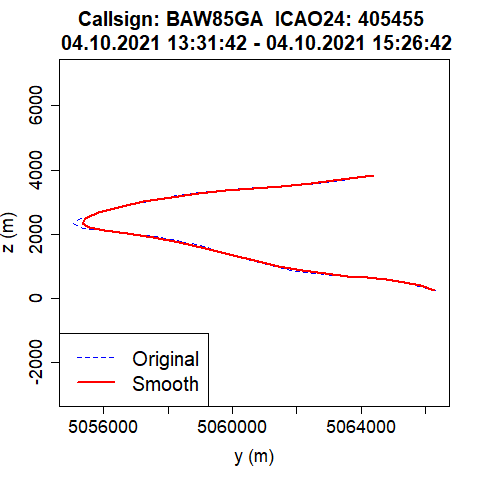 Callsign: BAW85GA  ICAO24: 405455
04.10.2021 13:31:42 - 04.10.2021 15:26:42
z (m)
6000
4000
2000
0
-2000
Original
Smooth
5056000 5060000 5064000
y (m)